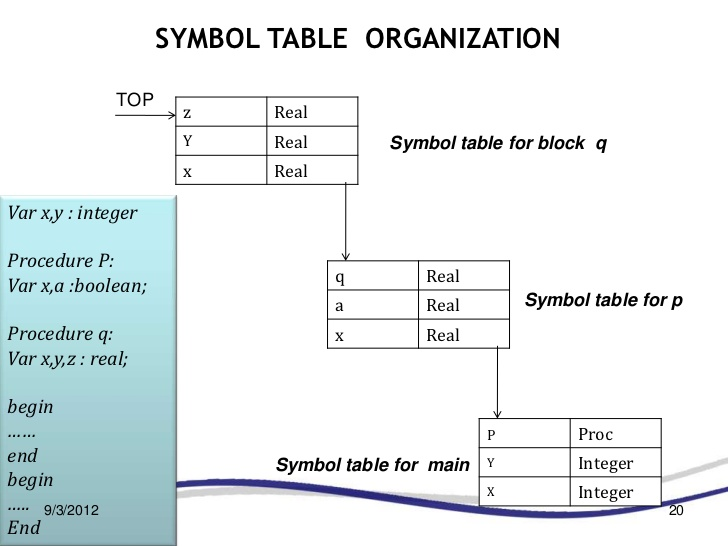 SYMBOL TABLE ORGANIZATION
TOP
z Real
Y Real
x Real
Symbol table for block q
Var x,y : integer
Procedure P:
Var x,a :boolean;
Procedure q:
Var x,y,z : real;
begin
......
end
begin
.....
End
q Real
a Real
x Real
Symbol table for p
P Proc
Y Integer
X Integer
Symbol table for main
9/3/2012
20